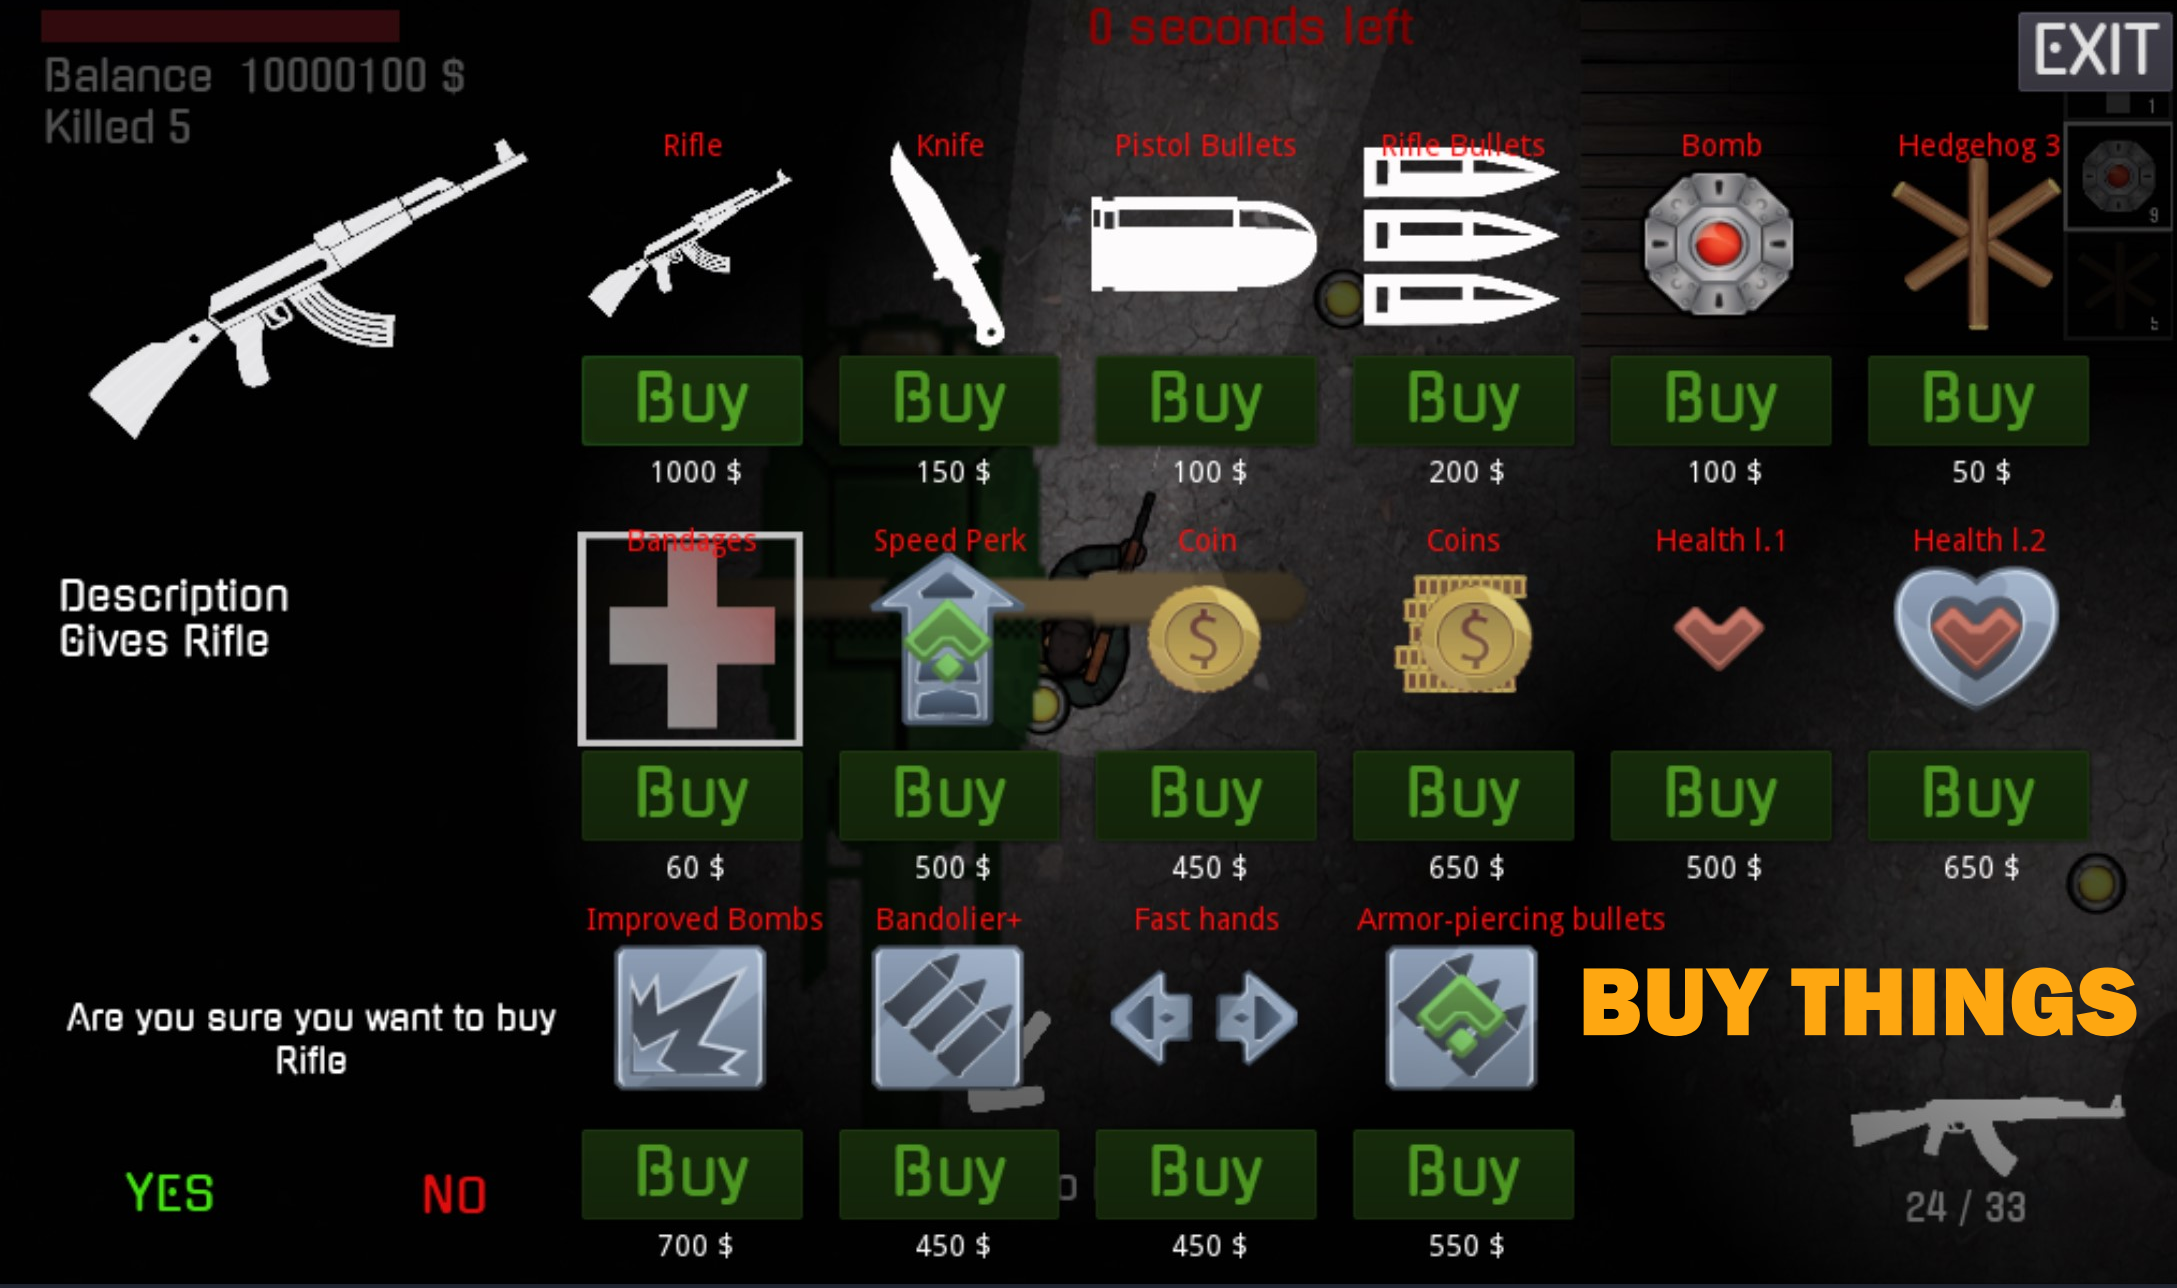 0 seconds left
EXIT
Balance 10000100 $
Killed 5
1
Rifle
Knife
Pistol Bullets
Rifle Bullets
Bomb
Hedgehog 3
9
5
Buy
Buy
Buy
Buy
Buy
Buy
1000 $
150 $
100 $
200 $
100 $
50 $
Bandages
Speed Perk
Coin
Coins
Health l.1
Health l.2
Description
Gives Rifle
Buy
Buy
Buy
Buy
Buy
Buy
60 $
500 $
450 $
650 $
500 $
650 $
Improved Bombs
Bandolier+
Fast hands
Armor-piercing bullets
BUY THINGS
Are you sure you want to buy
Rifle
YES
NO
Buy
Buy
Buy
Buy
24 / 33
700 $
450 $
450 $
550 $